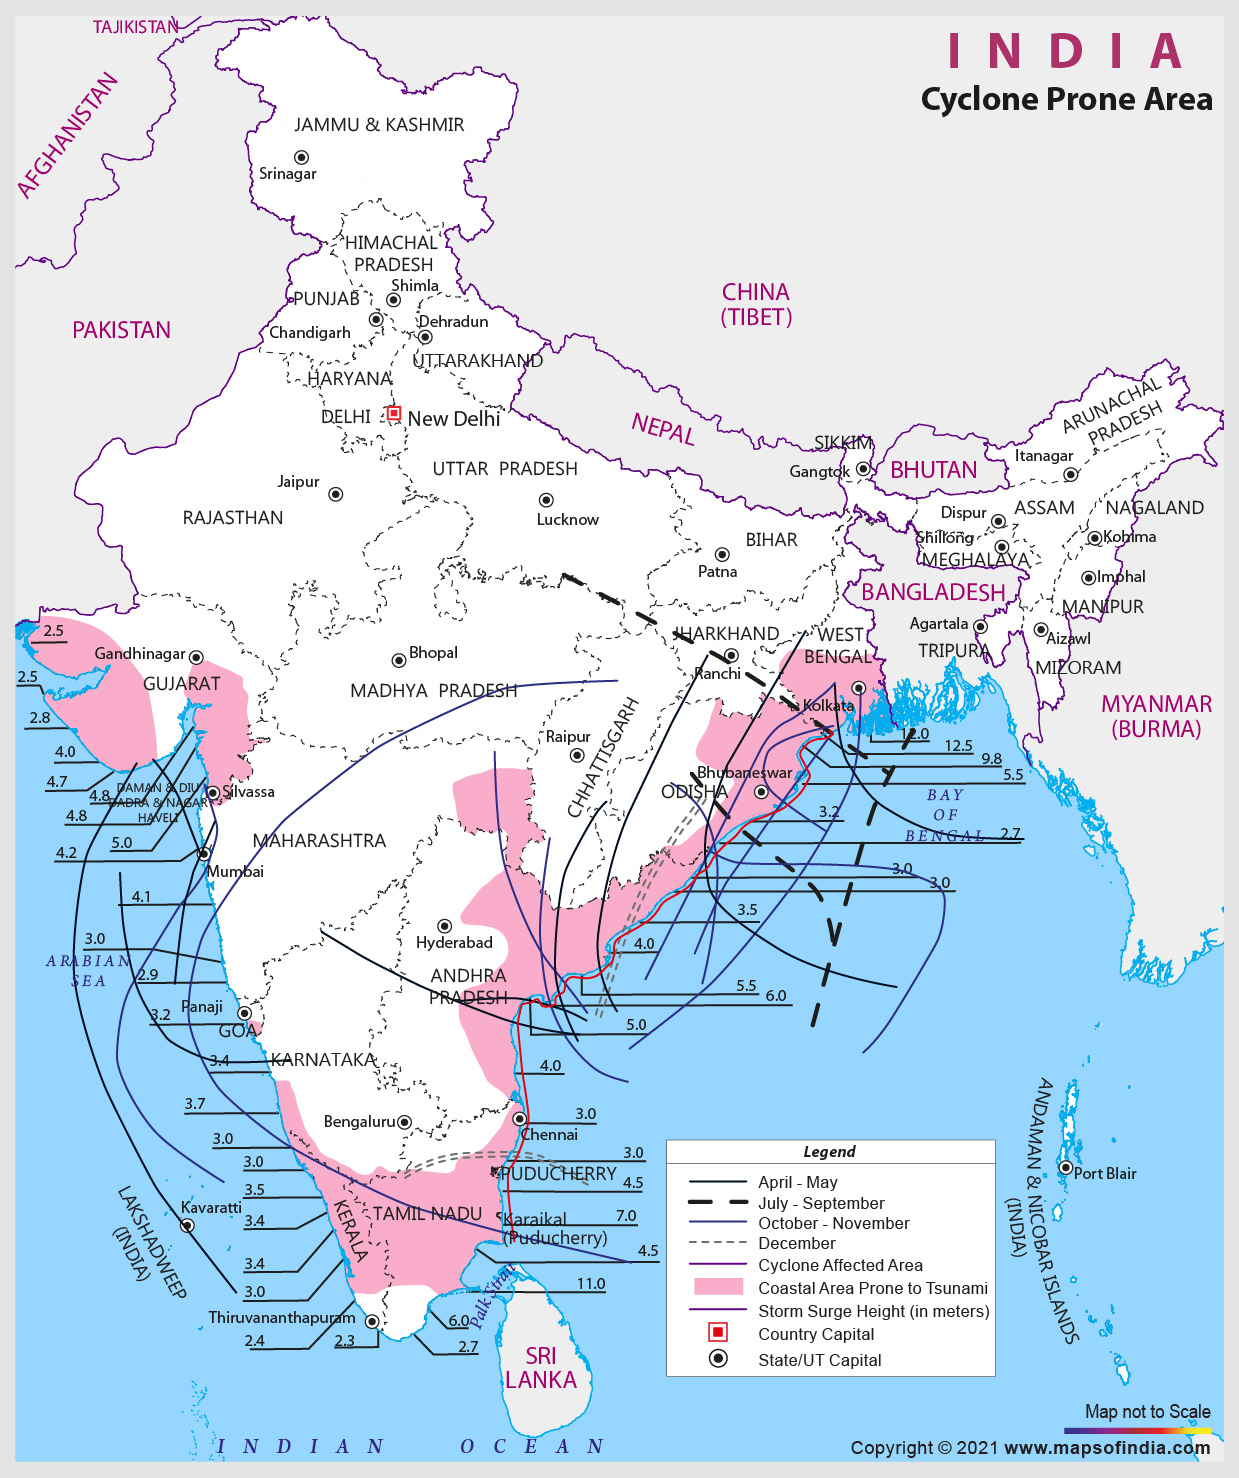 INDIA
Cyclone Prone Area
TAJIKISTAN
AFGHANISTAN
PAKISTAN
CHINA
(TIBET)
NEPAL
BHUTAN
BANGLADESH
MYANMAR
(BURMA)
SRI
LANKA
JAMMU & KASHMIR
Srinagar
HIMACHAL
PRADESH
Shimla
PUNJAB
Chandigarh
Dehradun
UTTARAKHAND
HARYANA
DELHI
New Delhi
UTTAR PRADESH
Lucknow
Jaipur
RAJASTHAN
SIKKIM
Gangtok
ARUNACHAL
PRADESH
Itanagar
Dispur
ASSAM
NAGALAND
Shillong
Kohima
MEGHALAYA
Imphal
MANIPUR
Agartala
Aizawl
TRIPURA
MIZORAM
BIHAR
Patna
JHARKHAND
Ranchi
WEST
BENGAL
Kolkata
Gandhinagar
GUJARAT
Bhopal
MADHYA PRADESH
Raipur
CHHATTISGARH
Bhubaneswar
ODISHA
DAMAN & DIU
DADRA & NAGAR
HAVELI
Silvassa
MAHARASHTRA
Mumbai
Hyderabad
ANDHRA
PRADESH
Panaji
GOA
KARNATAKA
Bengaluru
Chennai
PUDUCHERRY
Karaikal
(Puducherry)
TAMIL NADU
KERALA
Kavaratti
LAKSHADWEEP
(INDIA)
Thiruvananthapuram
Palk Strait
ANDAMAN & NICOBAR ISLANDS
(INDIA)
Port Blair
ARABIAN
SEA
BAY
OF
BENGAL
INDIAN OCEAN
2.5
2.5
2.8
4.0
4.7
4.8
4.8
5.0
4.2
4.1
3.0
2.9
3.2
3.4
3.7
3.0
3.0
3.5
3.4
3.4
3.0
2.4
2.3
12.0
12.5
9.8
5.5
3.2
2.7
3.0
3.0
3.5
4.0
5.5
6.0
5.0
4.0
3.0
3.0
4.5
7.0
4.5
11.0
6.0
2.7
Legend
April - May
July - September
October - November
December
Cyclone Affected Area
Coastal Area Prone to Tsunami
Storm Surge Height (in meters)
Country Capital
State/UT Capital
Map not to Scale
Copyright © 2021 www.mapsofindia.com